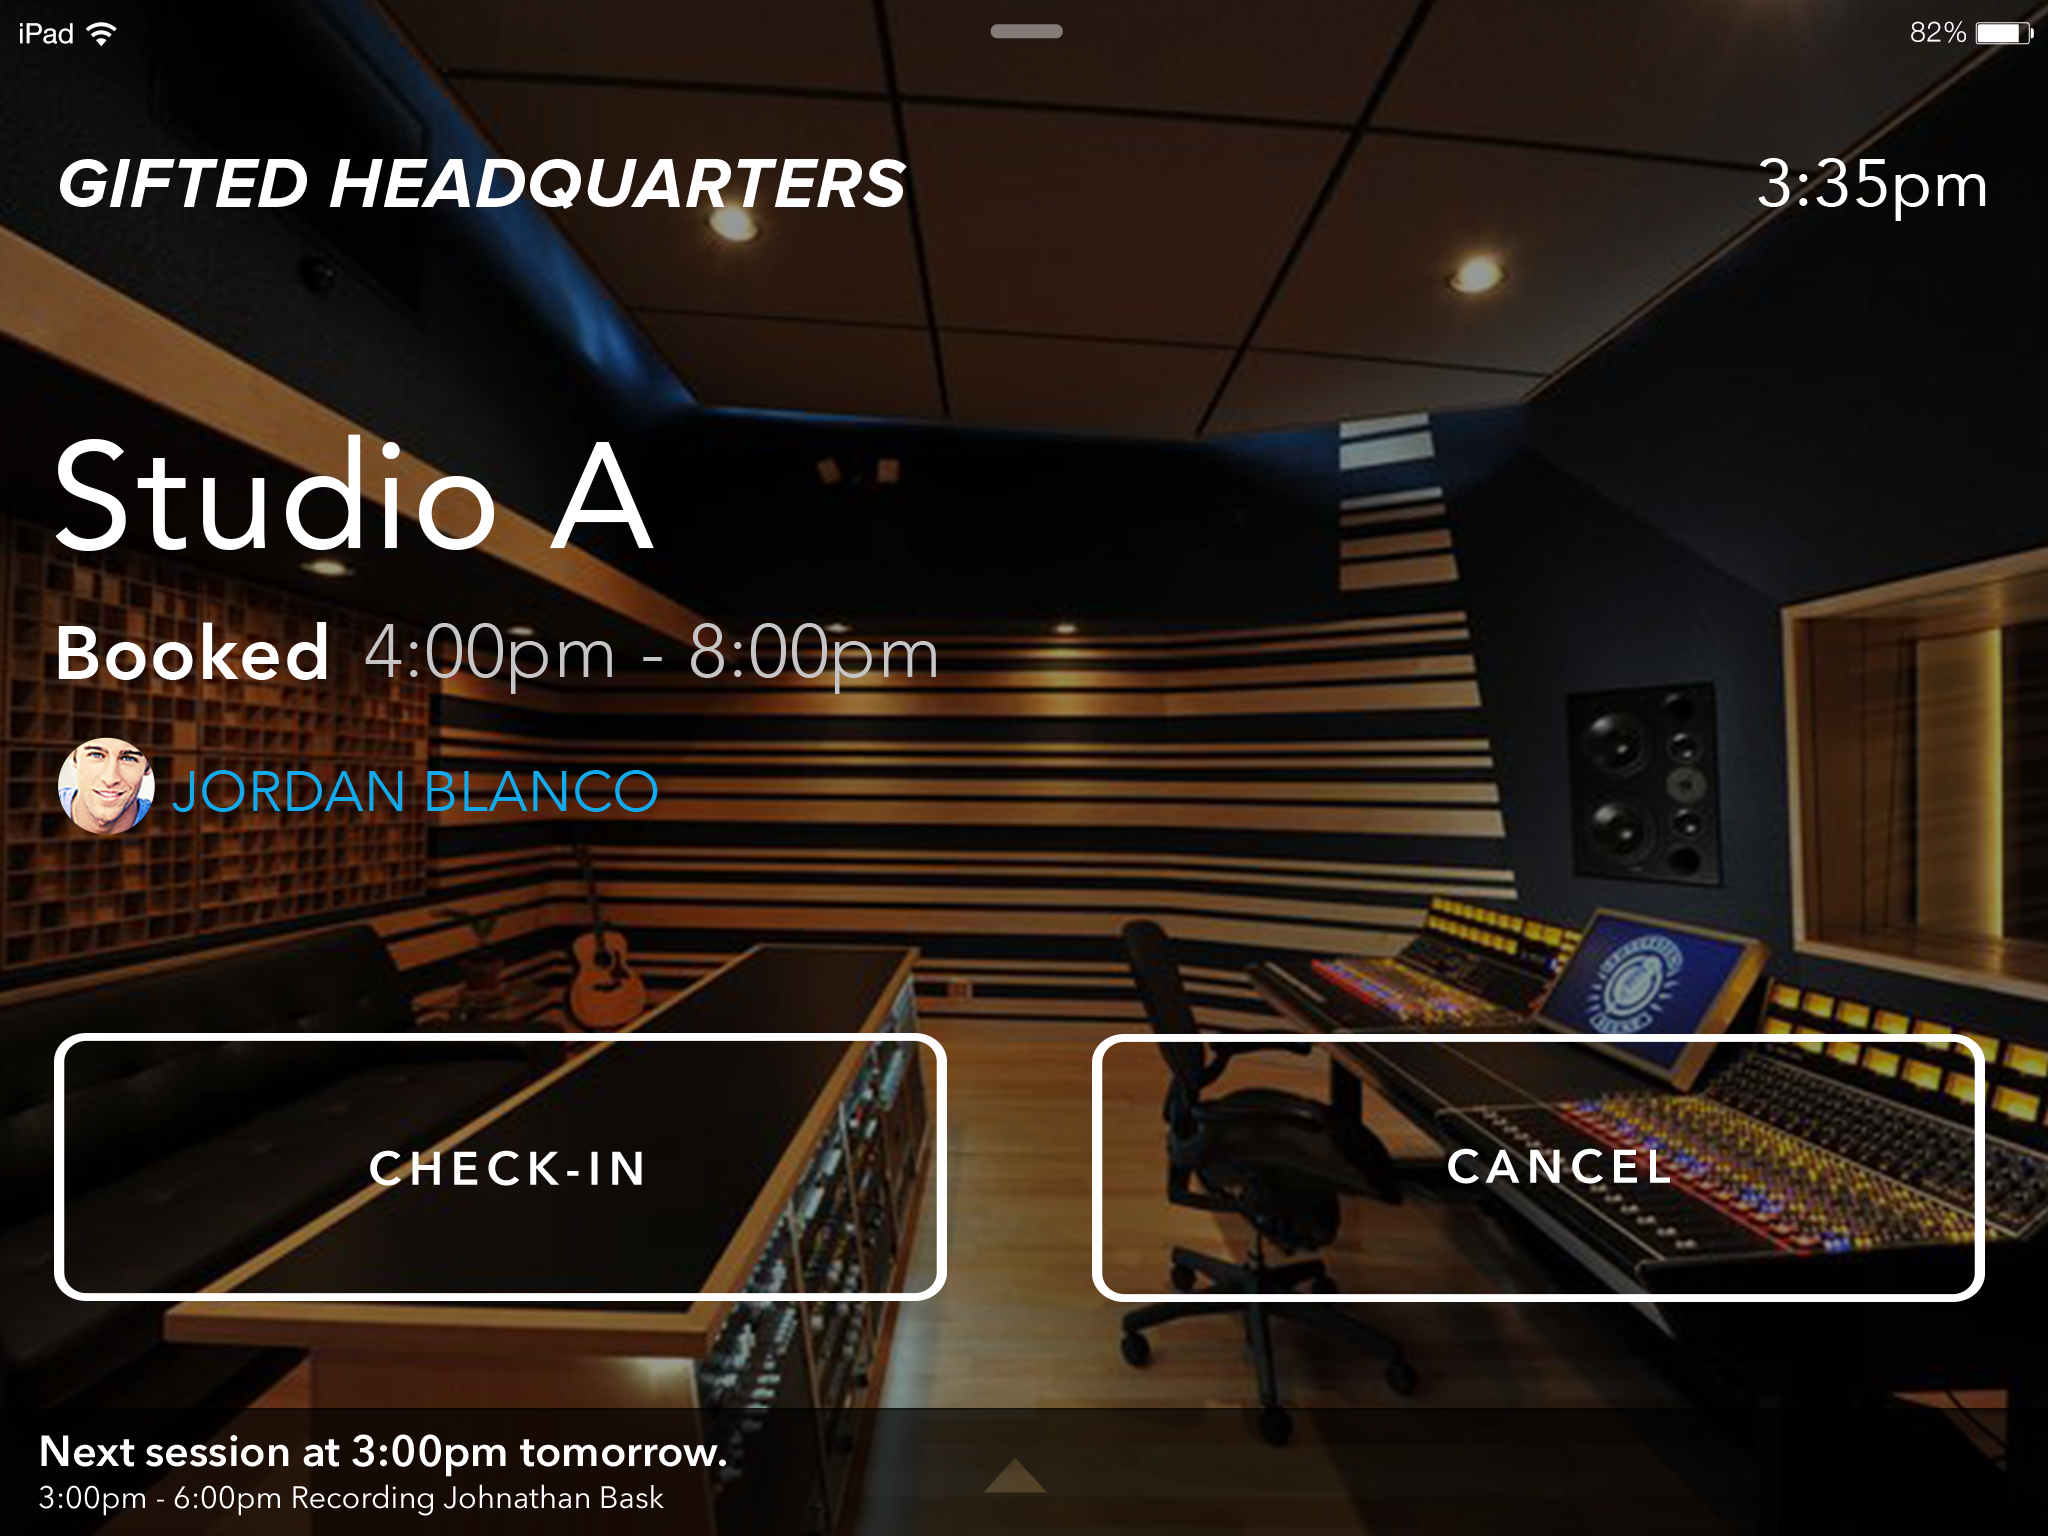 iPad 82%
GIFTED HEADQUARTERS 3:35pm
Studio A
Booked 4:00pm - 8:00pm
JORDAN BLANCO
CHECK-IN CANCEL
Next session at 3:00pm tomorrow.
3:00pm - 6:00pm Recording Johnathan Bask